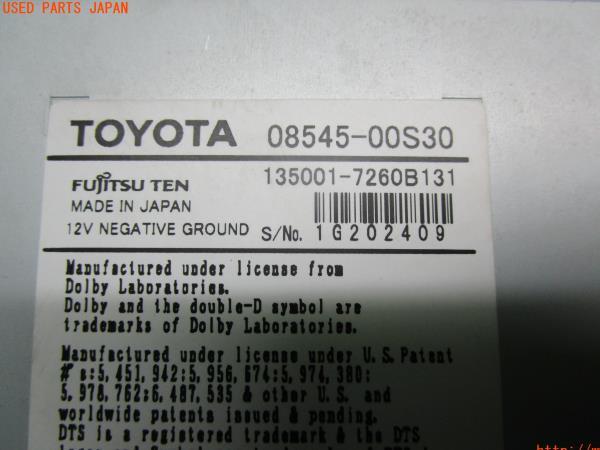 USED PARTS JAPAN
TOYOTA 08545-00S30
FUJITSU TEN 135001-7260B131
MADE IN JAPAN
12V NEGATIVE GROUND S/No. 1G202409
Manufactured under license from
Dolby Laboratories.
Dolby and the double-D symbol are
trademarks of Dolby Laboratories.
Manufactured under license under U.S. Patent
# s:5,451,942;5,956,674;5,974,380;
5,978,762;6,487,535 & other U.S. and
worldwide patents issued & pending.
DTS is a registered trademark & the DTS